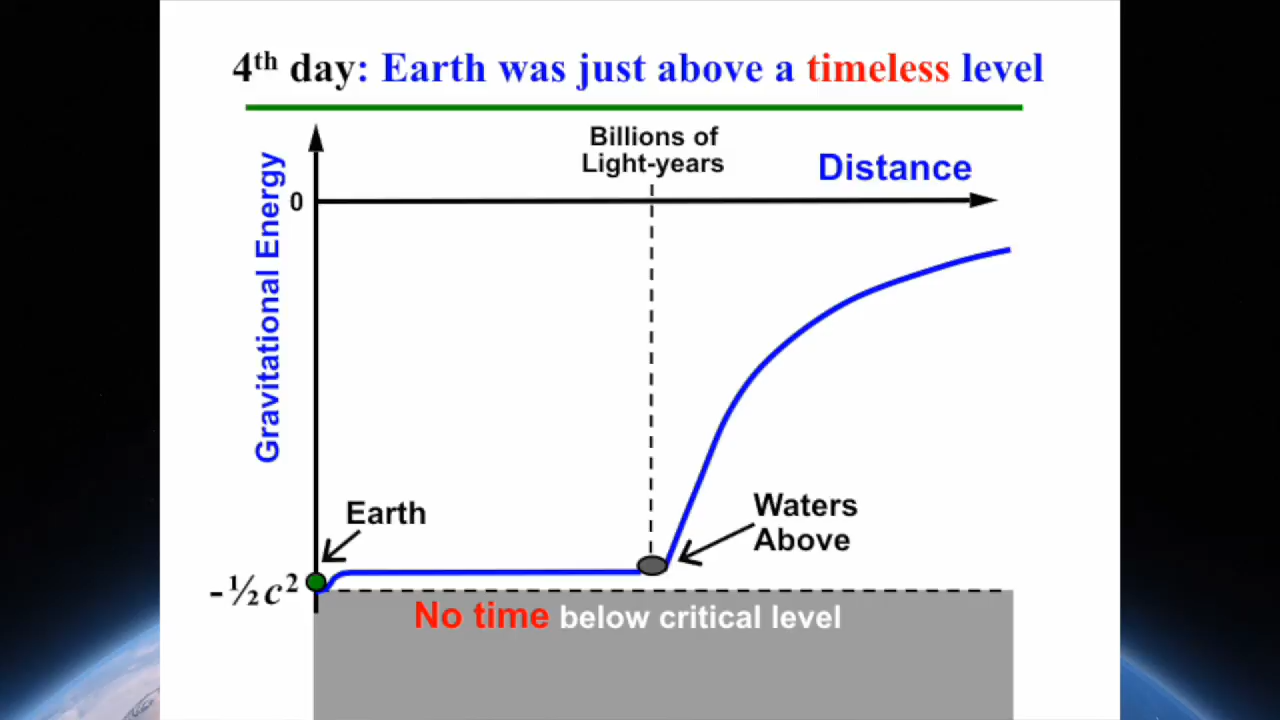 4th day: Earth was just above a timeless level
Billions of
Light-years
Distance
0
Gravitational Energy
Earth
Waters
Above
-½c²
No time below critical level